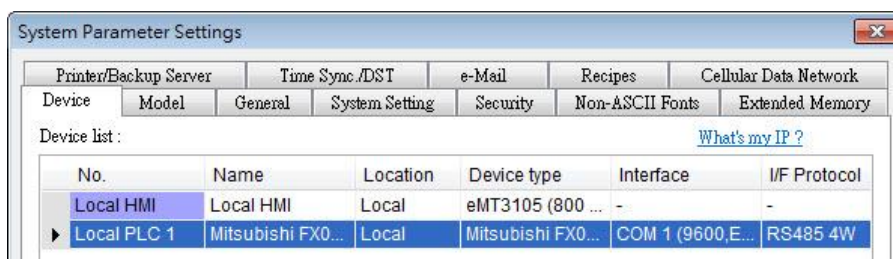 System Parameter Settings
Printer/Backup Server Time Sync./DST e-Mail Recipes Cellular Data Network
Device Model General System Setting Security Non-ASCII Fonts Extended Memory
Device list : What's my IP ?
No. Name Location Device type Interface I/F Protocol
Local HMI Local HMI Local eMT3105 (800 ... - -
Local PLC 1 Mitsubishi FX0... Local Mitsubishi FX0... COM 1 (9600,E... RS485 4W